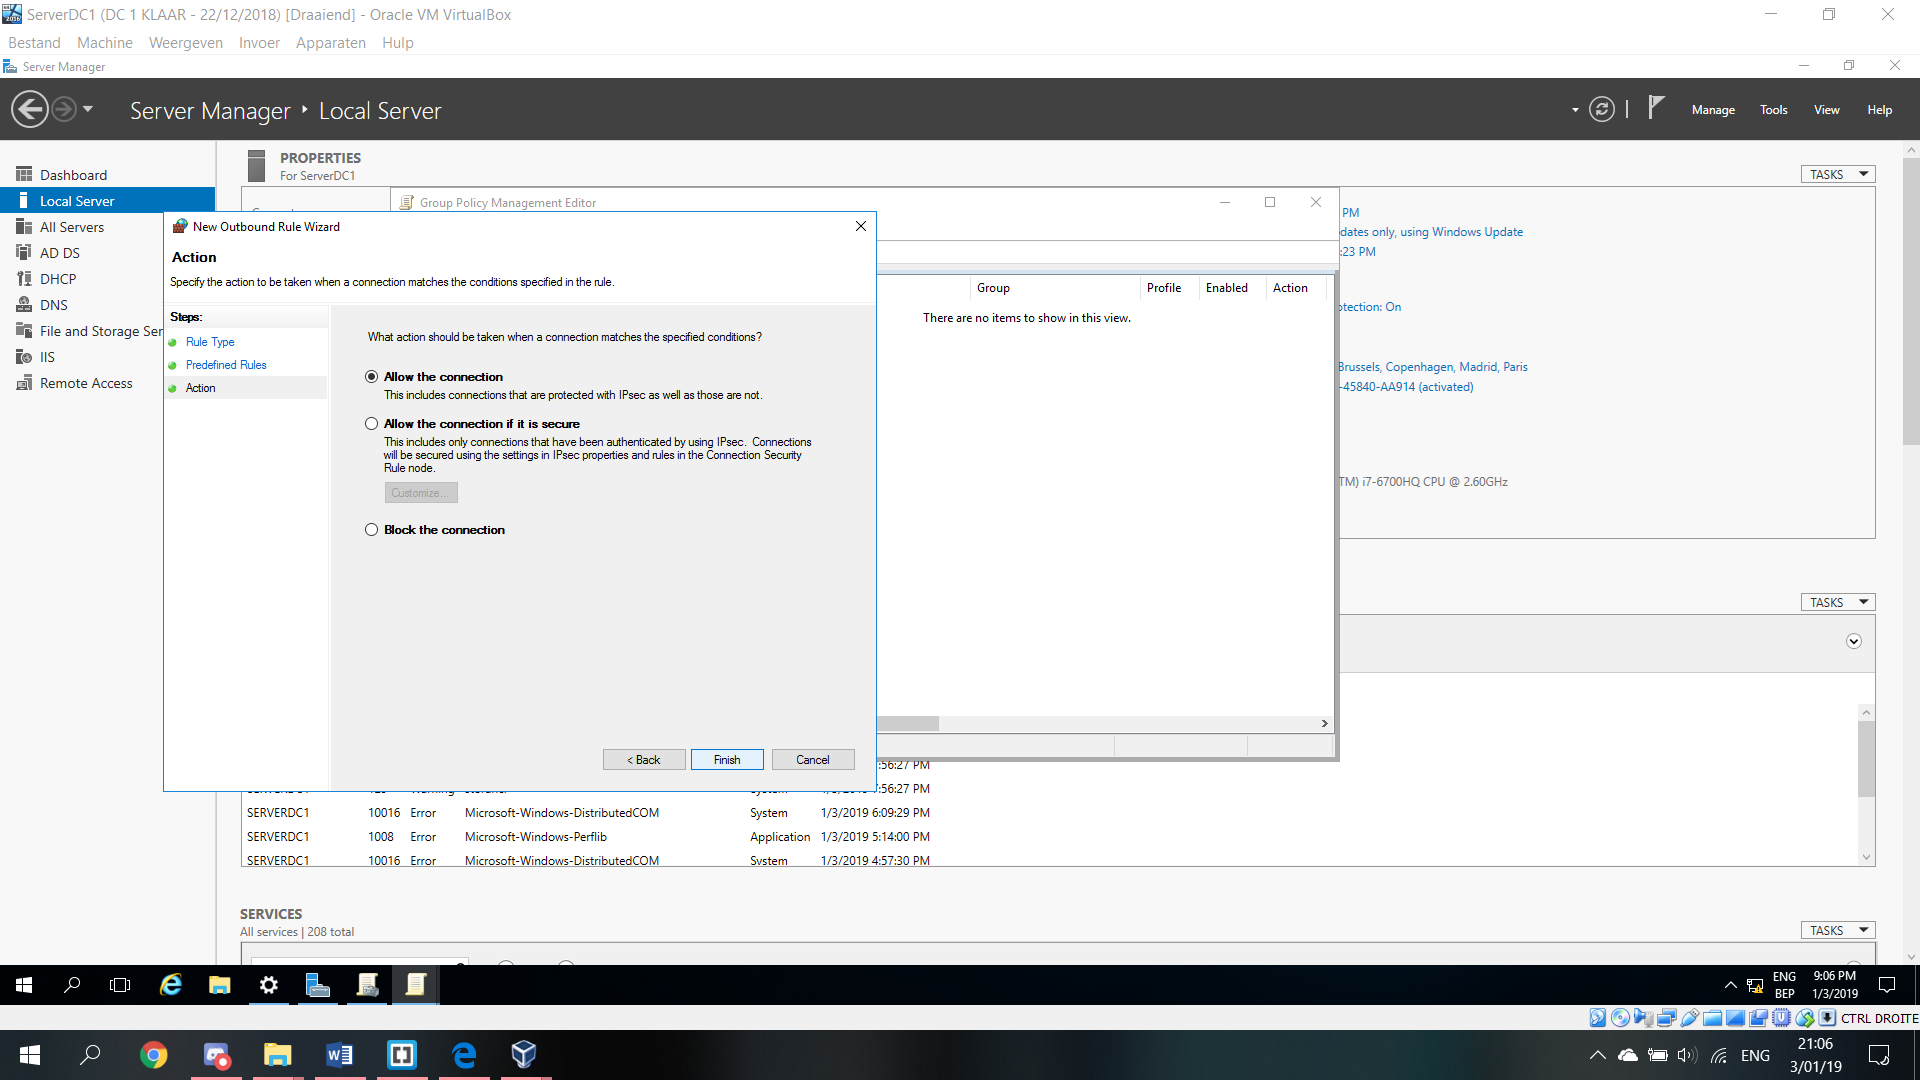 ServerDC1 (DC 1 KLAAR - 22/12/2018) [Draaiend] - Oracle VM VirtualBox
Bestand Machine Weergeven Invoer Apparaten Hulp
Server Manager
Server Manager Local Server
Manage Tools View Help
Dashboard
Local Server
All Servers
AD DS
DHCP
DNS
File and Storage Ser
IIS
Remote Access
PROPERTIES
For ServerDC1
TASKS
Group Policy Management Editor
PM
dates only, using Windows Update
:23 PM
otection: On
Brussels, Copenhagen, Madrid, Paris
-45840-AA914 (activated)
TM) i7-6700HQ CPU @ 2.60GHz
Group Profile Enabled Action
There are no items to show in this view.
New Outbound Rule Wizard
Action
Specify the action to be taken when a connection matches the conditions specified in the rule.
Steps:
Rule Type
Predefined Rules
Action
What action should be taken when a connection matches the specified conditions?
Allow the connection
This includes connections that are protected with IPsec as well as those are not.
Allow the connection if it is secure
This includes only connections that have been authenticated by using IPsec. Connections
will be secured using the settings in IPsec properties and rules in the Connection Security
Rule node.
Customize...
Block the connection
< Back Finish Cancel
TASKS
:56:27 PM
:56:27 PM
SERVERDC1 10016 Error Microsoft-Windows-DistributedCOM System 1/3/2019 6:09:29 PM
SERVERDC1 1008 Error Microsoft-Windows-Perflib Application 1/3/2019 5:14:00 PM
SERVERDC1 10016 Error Microsoft-Windows-DistributedCOM System 1/3/2019 4:57:30 PM
SERVICES
All services | 208 total
TASKS
ENG
BEP
9:06 PM
1/3/2019
CTRL DROITE
ENG
21:06
3/01/19